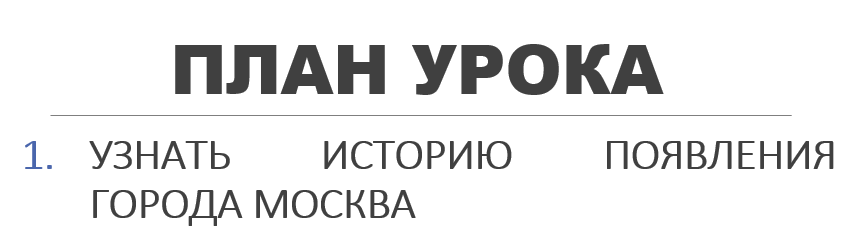 ПЛАН УРОКА
1. УЗНАТЬ ИСТОРИЮ ПОЯВЛЕНИЯ
ГОРОДА МОСКВА